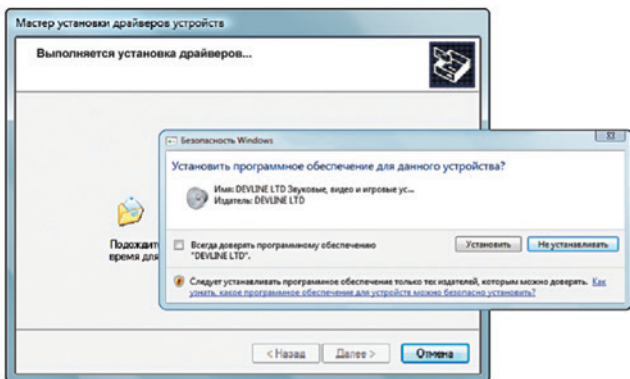 Мастер установки драйверов устройств
Выполняется установка драйверов...
Подождит
время для
Безопасность Windows
Установить программное обеспечение для данного устройства?
Имя: DEVLINE LTD Звуковые, видео и игровые ус...
Издатель: DEVLINE LTD
Всегда доверять программному обеспечению
"DEVLINE LTD".
Установить Не устанавливать
Следует устанавливать программное обеспечение только тех издателей, которым можно доверять. Как
узнать, какое программное обеспечение для устройств можно безопасно установить?
< Назад Далее > Отмена